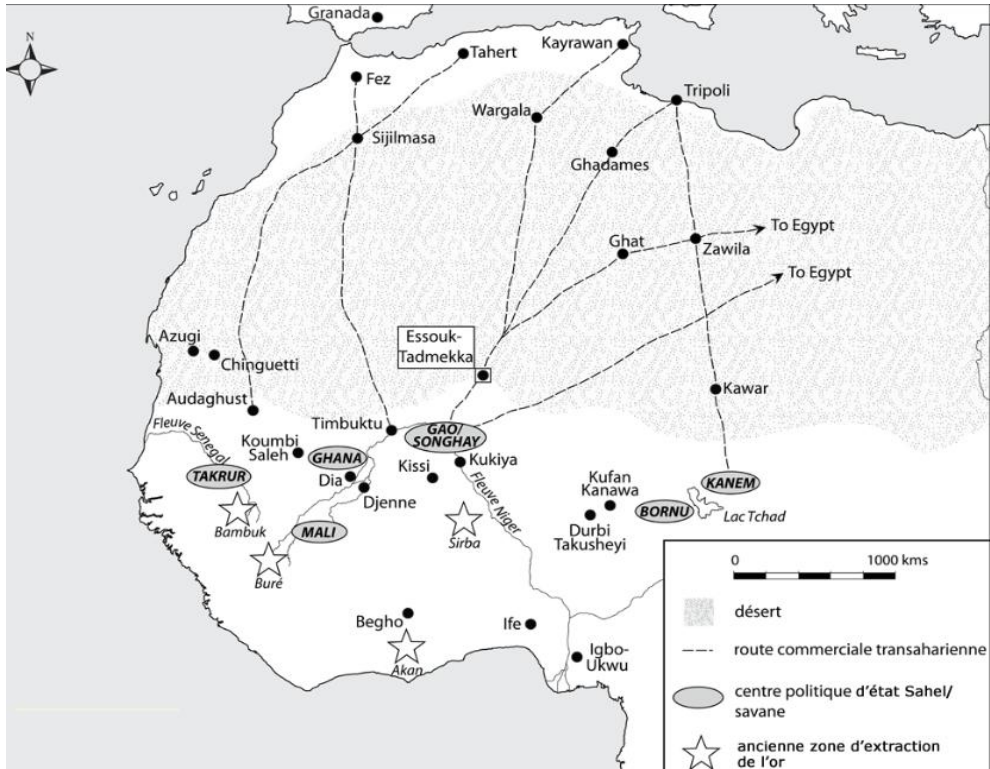 Granada
N
Tahert
Kayrawan
Fez
Tripoli
Wargala
Sijilmasa
Ghadames
To Egypt
Ghat
Zawila
To Egypt
Essouk-
Tadmekka
Azugi
Chinguetti
Kawar
Audaghust
Timbuktu
Fleuve Senegal
GAO/
SONGHAY
Koumbi
Saleh
GHANA
Kissi
Kukiya
TAKRUR
Dia
Kufan
Kanawa
KANEM
Djenne
Fleuve Niger
BORNU
Lac Tchad
Bambuk
MALI
Sirba
Durbi
Takusheyi
Buré
Begho
Ife
Akan
Igbo-
Ukwu
0 1000 kms
désert
route commerciale transaharienne
centre politique d'état Sahel/
savane
ancienne zone d'extraction
de l'or